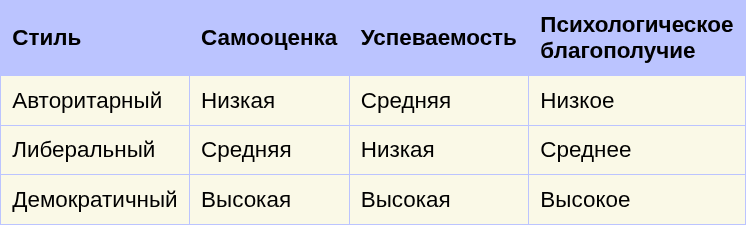 Стиль Самооценка Успеваемость Психологическое
благополучие
Авторитарный Низкая Средняя Низкое
Либеральный Средняя Низкая Среднее
Демократичный Высокая Высокая Высокое